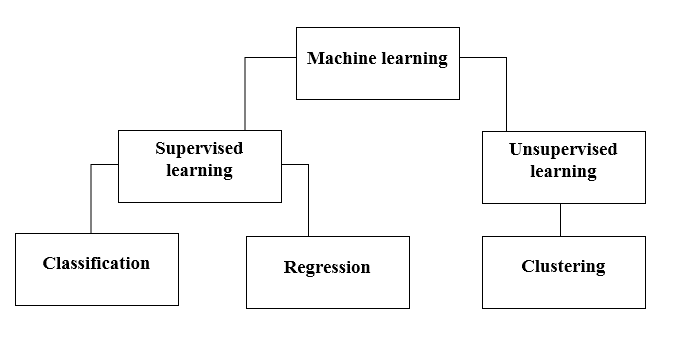 Machine learning
Supervised
learning
Unsupervised
learning
Classification
Regression
Clustering